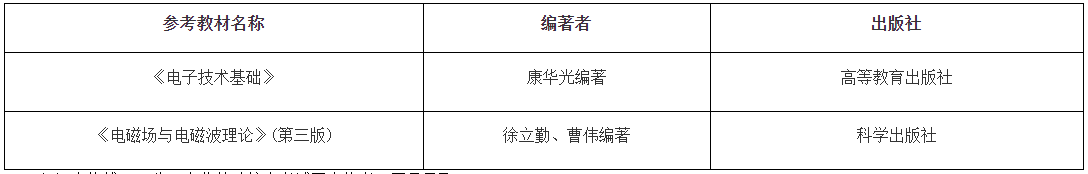 参考教材名称 编著者 出版社
《电子技术基础》 康华光编著 高等教育出版社
《电磁场与电磁波理论》(第三版) 徐立勤、曹伟编著 科学出版社